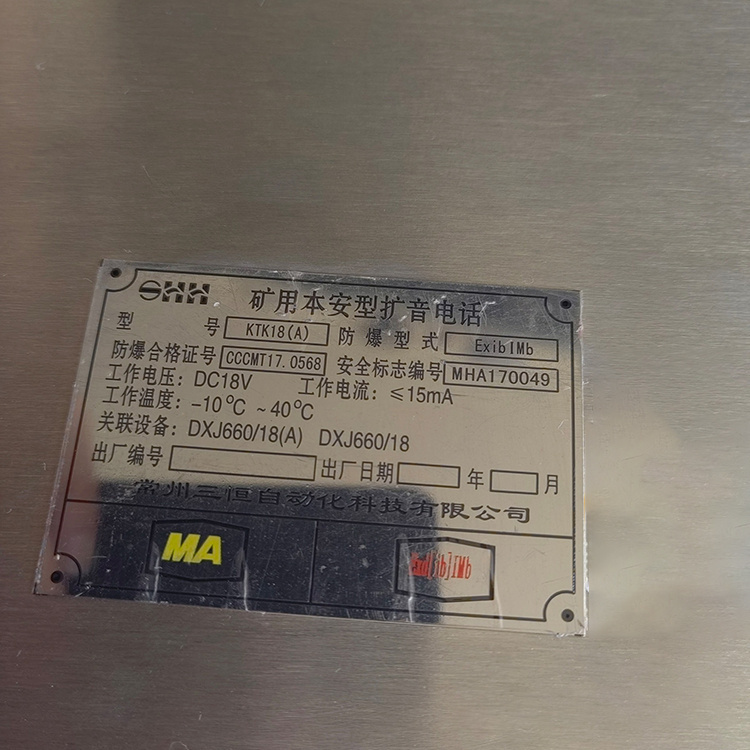 SHH 矿用本安型扩音电话
型 号 KTK18(A) 防爆型式 ExibIMb
防爆合格证号 CCCMT17.0568 安全标志编号 MHA170049
工作电压: DC18V 工作电流: ≤15mA
工作温度: -10℃ ~40℃
关联设备: DXJ660/18(A) DXJ660/18
出厂编号 出厂日期 年 月
常州三恒自动化科技有限公司
MA Exd[ib]IMb